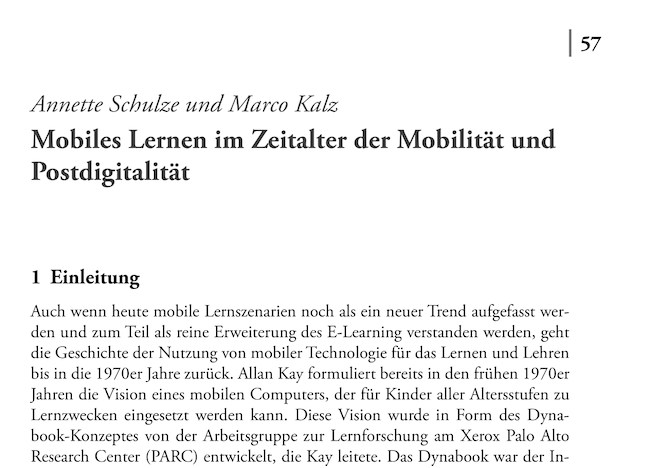 57
Annette Schulze und Marco Kalz
Mobiles Lernen im Zeitalter der Mobilität und
Postdigitalität
1 Einleitung
Auch wenn heute mobile Lernszenarien noch als ein neuer Trend aufgefasst wer-
den und zum Teil als reine Erweiterung des E-Learning verstanden werden, geht
die Geschichte der Nutzung von mobiler Technologie für das Lernen und Lehren
bis in die 1970er Jahre zurück. Allan Kay formuliert bereits in den frühen 1970er
Jahren die Vision eines mobilen Computers, der für Kinder aller Altersstufen zu
Lernzwecken eingesetzt werden kann. Diese Vision wurde in Form des Dyna-
book-Konzeptes von der Arbeitsgruppe zur Lernforschung am Xerox Palo Alto
Research Center (PARC) entwickelt, die Kay leitete. Das Dynabook war der In-